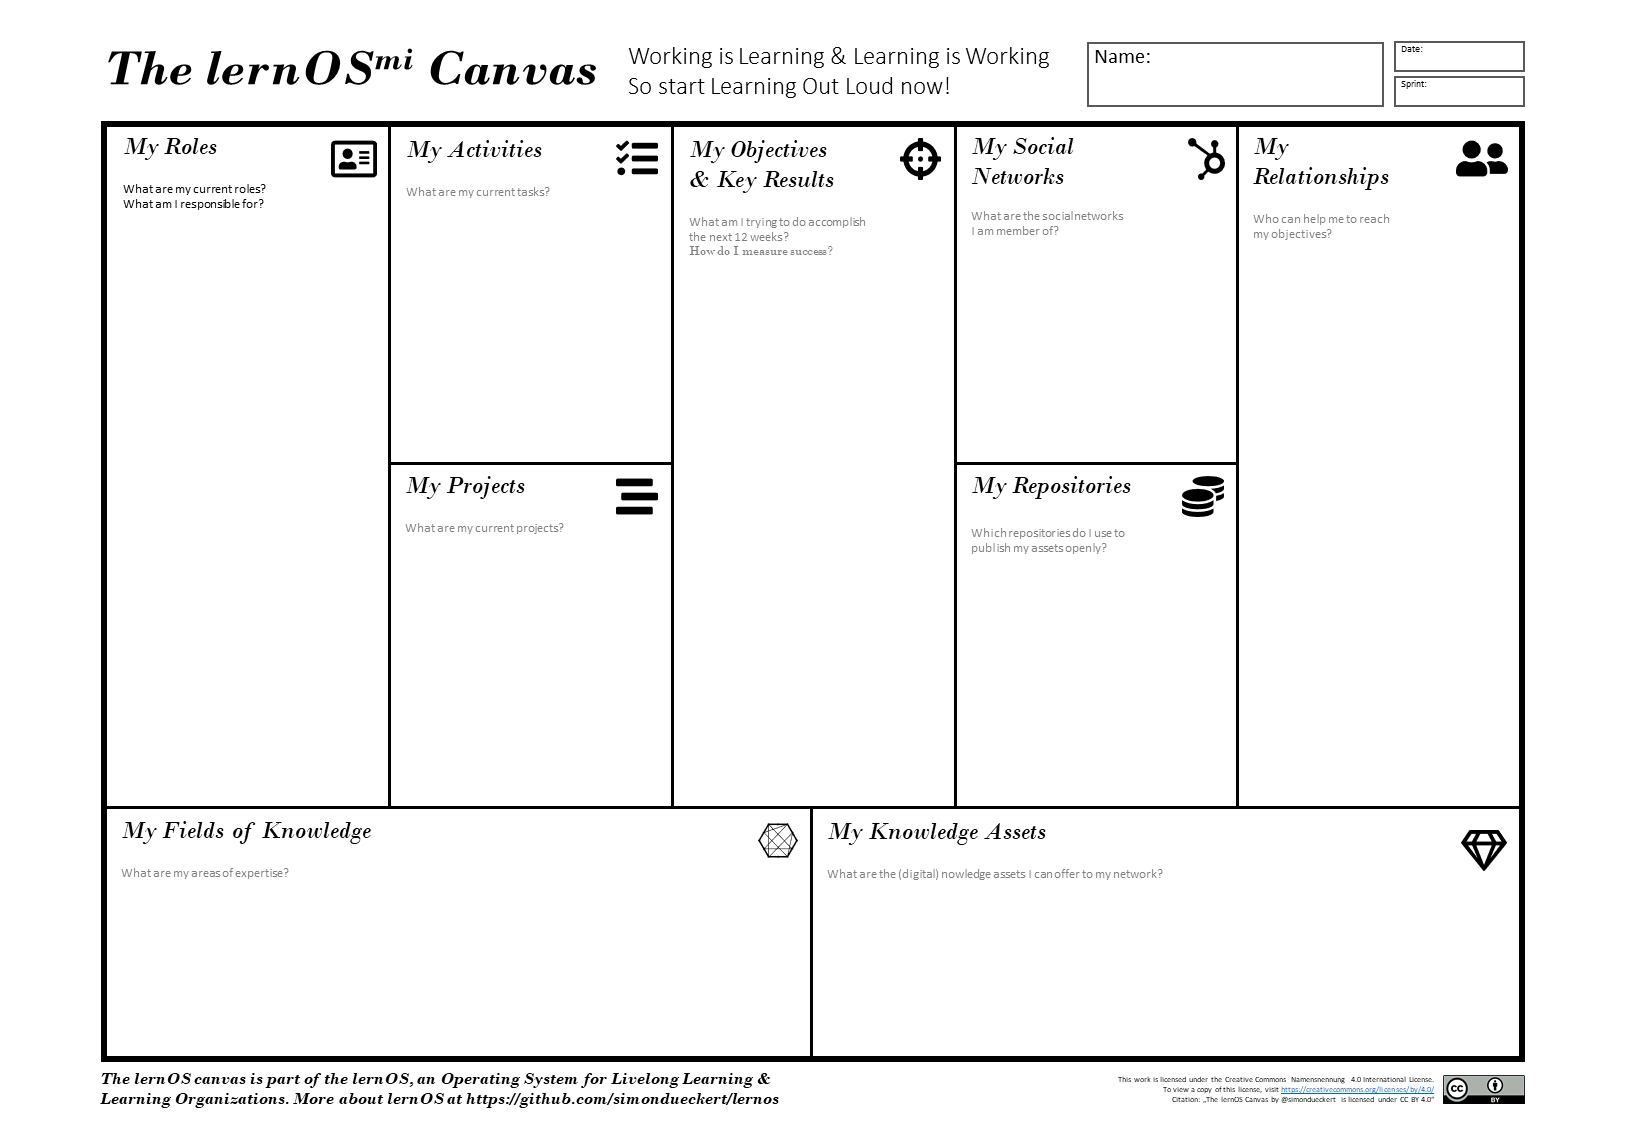 The lernOSmi Canvas
Working is Learning & Learning is Working
So start Learning Out Loud now!
Name:
Date:
Sprint:
My Roles
What are my current roles?
What am I responsible for?
My Activities
What are my current tasks?
My Projects
What are my current projects?
My Objectives
& Key Results
What am I trying to do accomplish
the next 12 weeks?
How do I measure success?
My Social
Networks
What are the social networks
I am member of?
My Repositories
Which repositories do I use to
publish my assets openly?
My
Relationships
Who can help me to reach
my objectives?
My Fields of Knowledge
What are my areas of expertise?
My Knowledge Assets
What are the (digital) nowledge assets I can offer to my network?
The lernOS canvas is part of the lernOS, an Operating System for Livelong Learning &
Learning Organizations. More about lernOS at https://github.com/simondueckert/lernos
This work is licensed under the Creative Commons Namensnennung 4.0 International License.
To view a copy of this license, visit https://creativecommons.org/licenses/by/4.0/
Citation: „The lernOS Canvas by @simondueckert is licensed under CC BY 4.0“
cc
BY